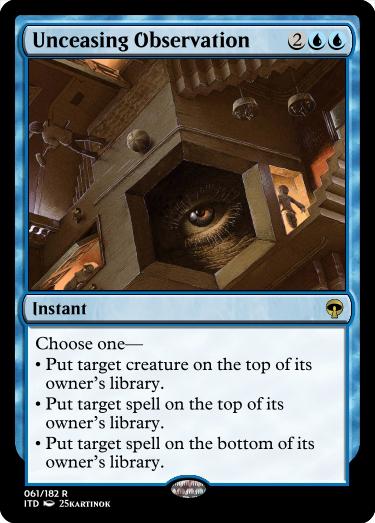 Unceasing Observation 2
Instant
Choose one—
• Put target creature on the top of its
owner's library.
• Put target spell on the top of its
owner's library.
• Put target spell on the bottom of its
owner's library.
061/182 R
ITD 25KARTINOK